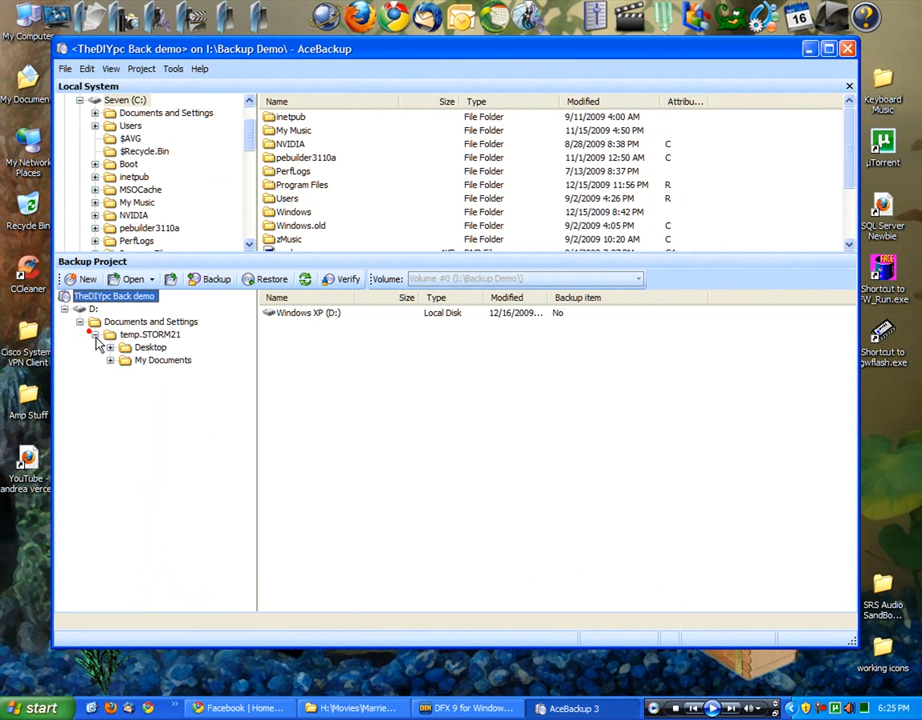 My Computer
My Document
My Network
Places
Recycle Bin
CCleaner
Cisco System
VPN Client
Amp Stuff
YouTube -
andrea verce
<TheDIYpc Back demo> on I:\Backup Demo\ - AceBackup
File Edit View Project Tools Help
Local System
Seven (C:)
Documents and Settings
Users
$AVG
$Recycle.Bin
Boot
inetpub
MSOCache
My Music
NVIDIA
pebuilder3110a
PerfLogs
Name Size Type Modified Attribu...
inetpub File Folder 9/11/2009 4:00 AM
My Music File Folder 11/15/2009 4:50 PM
NVIDIA File Folder 8/28/2009 8:38 PM C
pebuilder3110a File Folder 11/1/2009 12:50 AM C
PerfLogs File Folder 7/13/2009 8:37 PM
Program Files File Folder 12/15/2009 11:56 PM R
Users File Folder 9/2/2009 4:26 PM R
Windows File Folder 12/15/2009 8:42 PM
Windows.old File Folder 9/2/2009 4:05 PM C
zMusic File Folder 9/2/2009 10:20 AM C
Backup Project
New Open Backup Restore Verify Volume: Volume #0 (I:\Backup Demo\)
TheDIYpc Back demo
D:
Documents and Settings
temp.STORM21
Desktop
My Documents
Name Size Type Modified Backup item
Windows XP (D:) Local Disk 12/16/2009... No
16
Keyboard
Music
µTorrent
SQL Server
Newbie
FACE
Shortcut to
FW_Run.exe
Shortcut to
gwflash.exe
SRS Audio
SandBo...
working icons
start
Facebook | Home...
H:\Movies\Marrie...
DFX 9 for Window...
AceBackup 3
6:25 PM